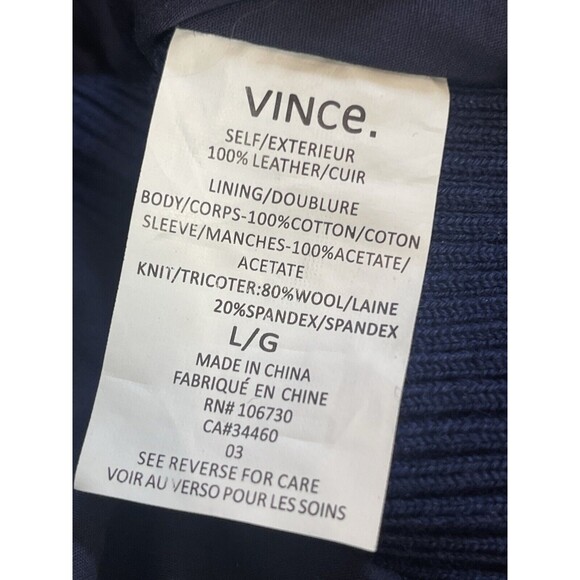 VINCe.
SELF/EXTERIEUR
100% LEATHER/CUIR
LINING/DOUBLURE
BODY/CORPS-100%COTTON/COTON
SLEEVE/MANCHES-100%ACETATE/
ACETATE
KNIT/TRICOTER:80%WOOL/LAINE
20%SPANDEX/SPANDEX
L/G
MADE IN CHINA
FABRIQUÉ EN CHINE
RN# 106730
CA#34460
03
SEE REVERSE FOR CARE
VOIR AU VERSO POUR LES SOINS